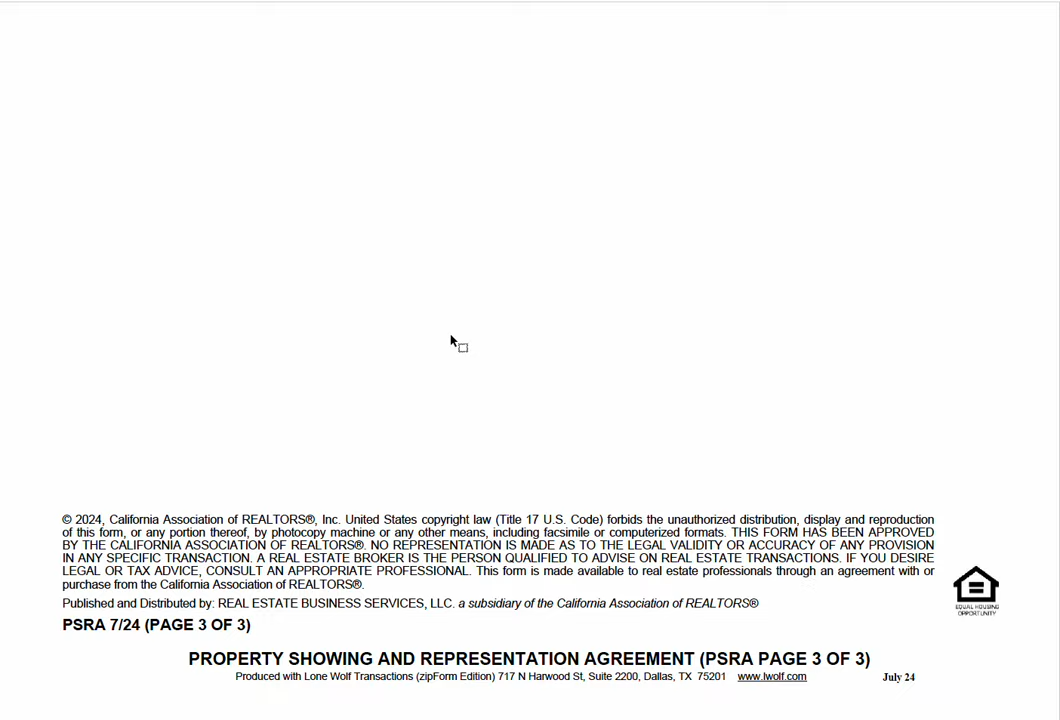 © 2024, California Association of REALTORS®, Inc. United States copyright law (Title 17 U.S. Code) forbids the unauthorized distribution, display and reproduction
of this form, or any portion thereof, by photocopy machine or any other means, including facsimile or computerized formats. THIS FORM HAS BEEN APPROVED
BY THE CALIFORNIA ASSOCIATION OF REALTORS®. NO REPRESENTATION IS MADE AS TO THE LEGAL VALIDITY OR ACCURACY OF ANY PROVISION
IN ANY SPECIFIC TRANSACTION. A REAL ESTATE BROKER IS THE PERSON QUALIFIED TO ADVISE ON REAL ESTATE TRANSACTIONS. IF YOU DESIRE
LEGAL OR TAX ADVICE, CONSULT AN APPROPRIATE PROFESSIONAL. This form is made available to real estate professionals through an agreement with or
purchase from the California Association of REALTORS®.
Published and Distributed by: REAL ESTATE BUSINESS SERVICES, LLC. a subsidiary of the California Association of REALTORS®
EQUAL HOUSING
OPPORTUNITY
PSRA 7/24 (PAGE 3 OF 3)
PROPERTY SHOWING AND REPRESENTATION AGREEMENT (PSRA PAGE 3 OF 3)
Produced with Lone Wolf Transactions (zipForm Edition) 717 N Harwood St, Suite 2200, Dallas, TX 75201 www.lwolf.com July 24